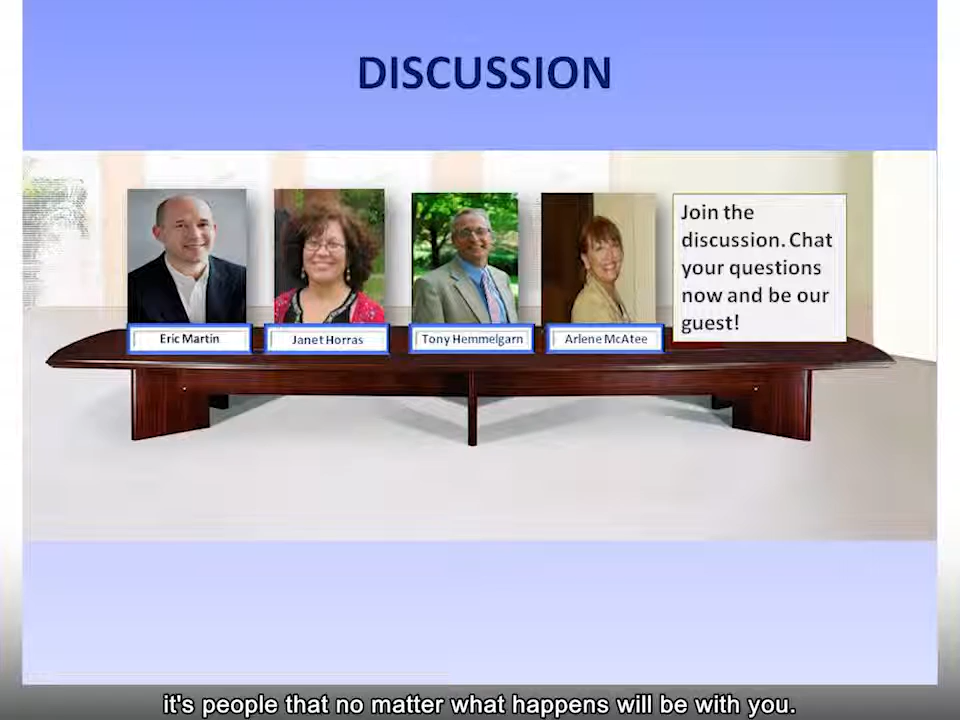 DISCUSSION
Join the
discussion. Chat
your questions
now and be our
guest!
Eric Martin
Janet Horras
Tony Hemmelgarn
Arlene McAtee
it's people that no matter what happens will be with you.